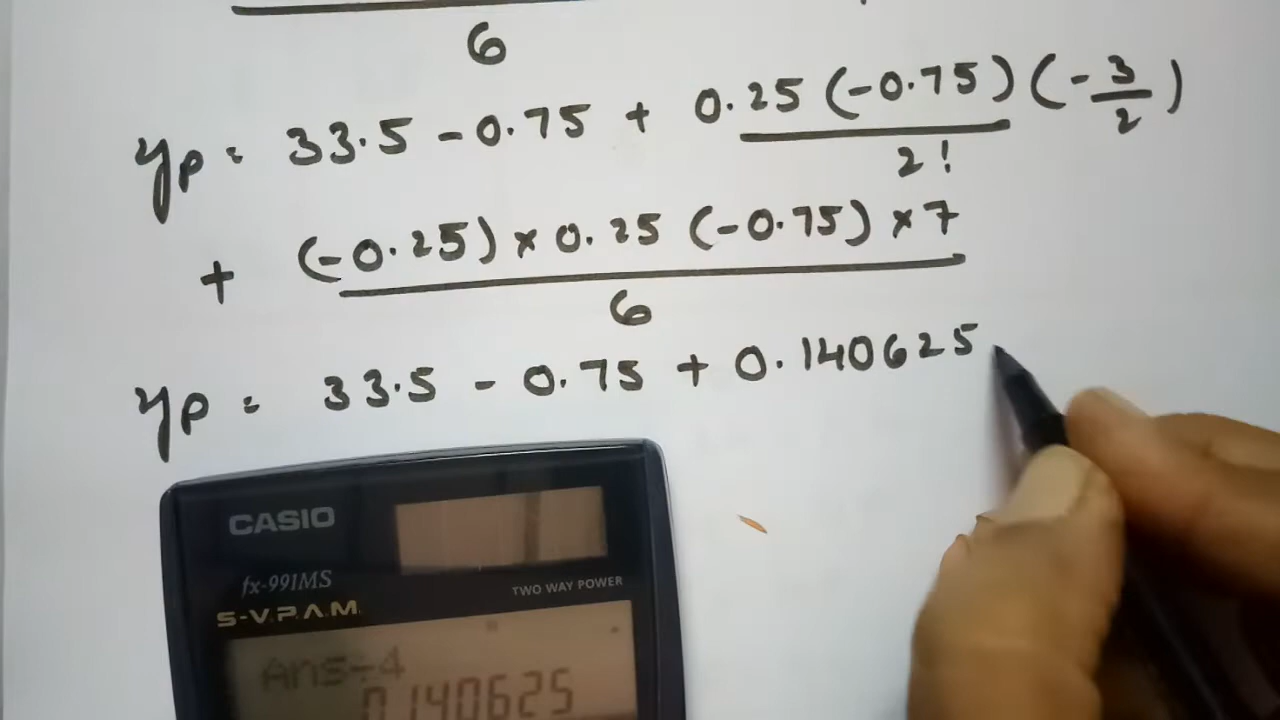 6
yp = 33.5 - 0.75 + 0.25 (-0.75) (-3/2)
2!
+ (-0.25) × 0.25 (-0.75) × 7
6
yp = 33.5 - 0.75 + 0.140625
CASIO
fx-991MS
TWO WAY POWER
S-V.P.A.M.
Ans÷4
0.140625